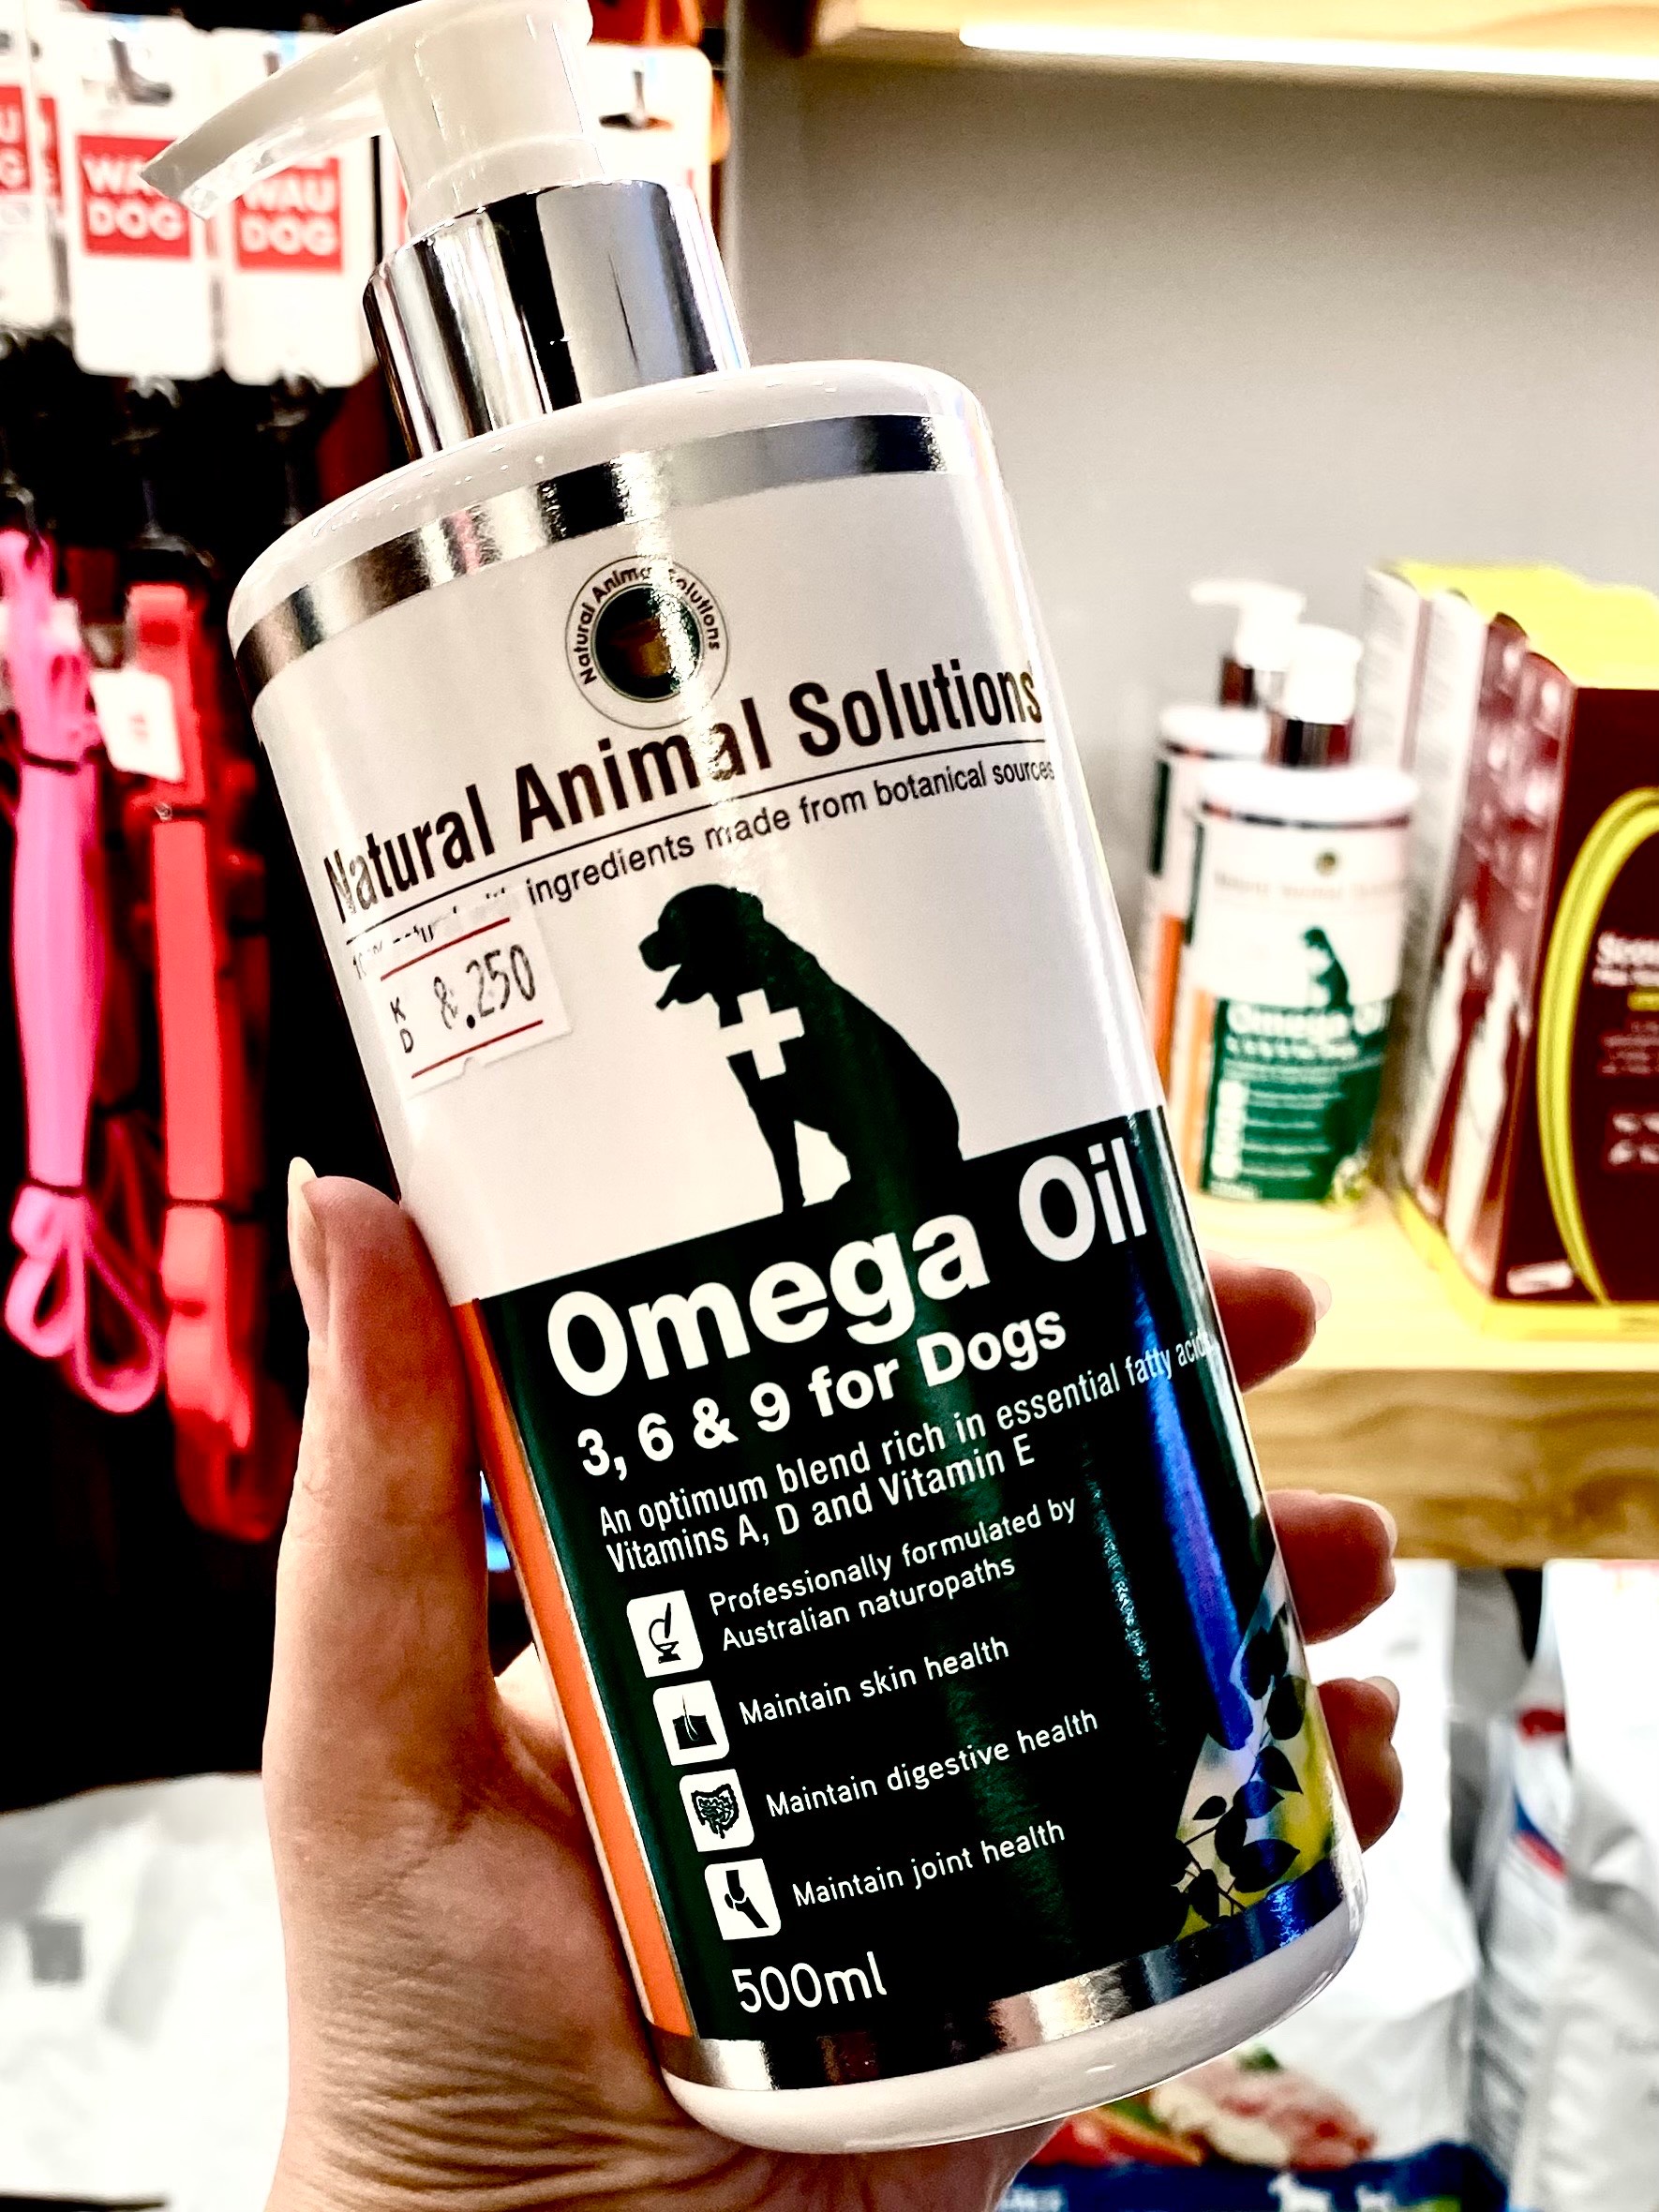 WAU
DOG
WAU
DOG
Natural Animal Solutions
Natural Animal Solutions
ingredients made from botanical sources
KD 8.250
Omega Oil
3, 6 & 9 for Dogs
An optimum blend rich in essential fatty acids
Vitamins A, D and Vitamin E
Professionally formulated by
Australian naturopaths
Maintain skin health
Maintain digestive health
Maintain joint health
500ml
Omega Oil